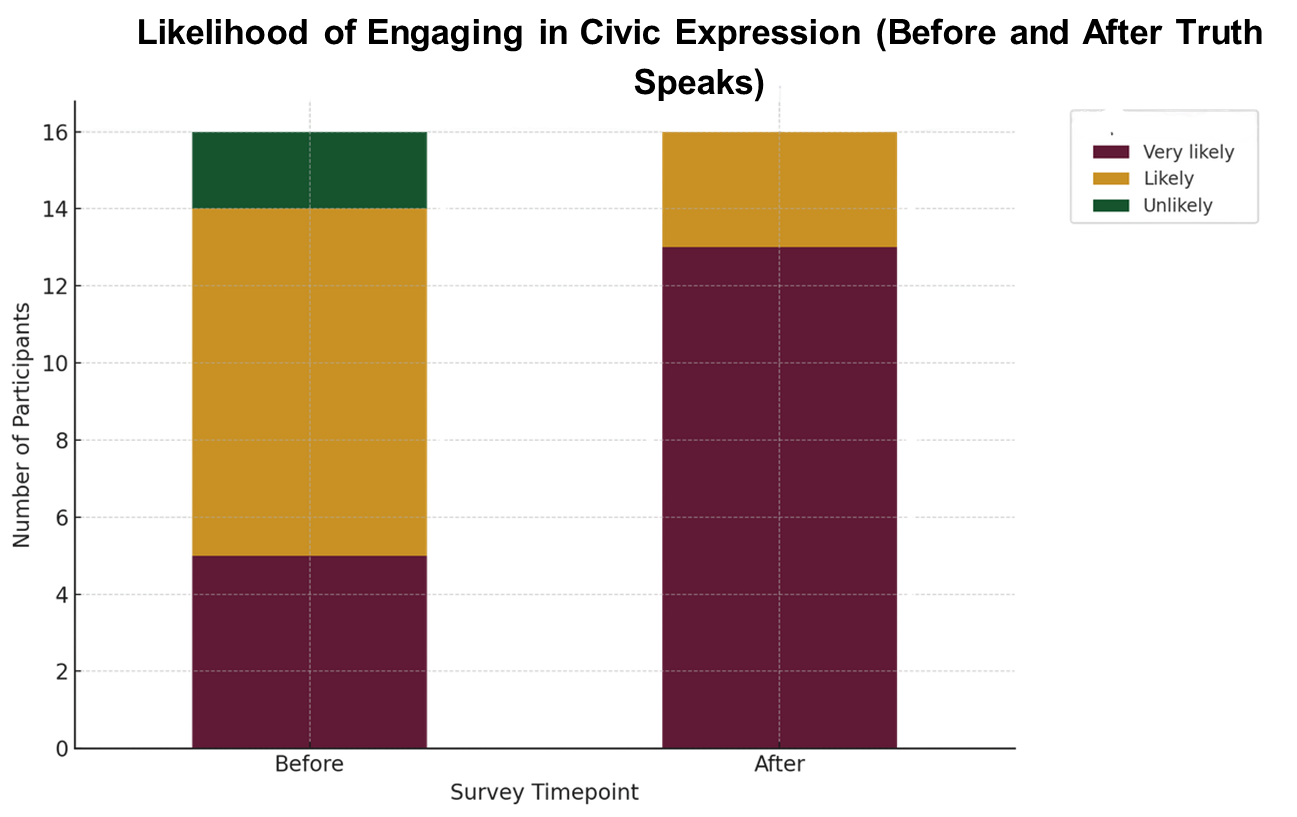 Likelihood of Engaging in Civic Expression (Before and After Truth
Speaks)
16
14
12
10
8
6
4
2
0
Number of Participants
Before
After
Survey Timepoint
Very likely
Likely
Unlikely